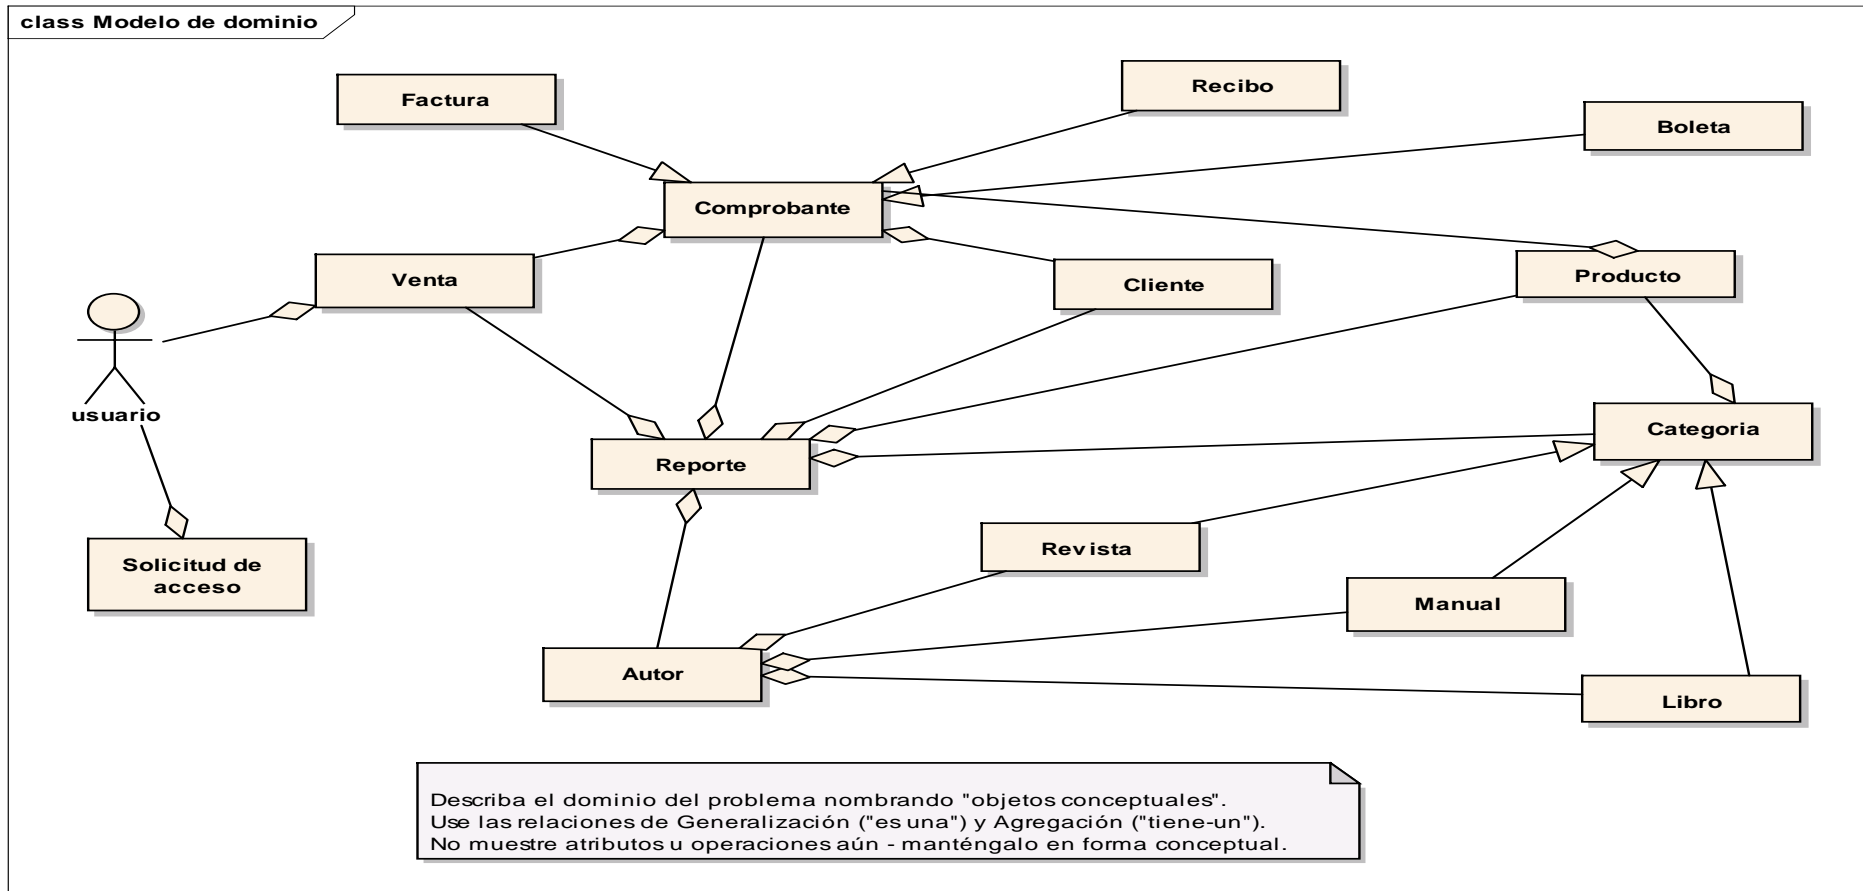 class Modelo de dominio
Factura
Recibo
Boleta
Comprobante
Venta
Cliente
Producto
usuario
Categoria
Reporte
Revista
Solicitud de
acceso
Manual
Autor
Libro
Describa el dominio del problema nombrando "objetos conceptuales".
Use las relaciones de Generalización ("es una") y Agregación ("tiene-un").
No muestre atributos u operaciones aún - manténgalo en forma conceptual.